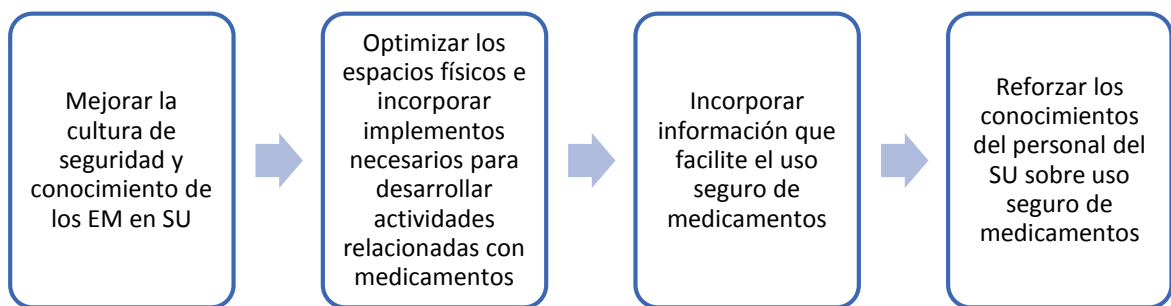 Mejorar la
cultura de
seguridad y
conocimiento de
los EM en SU
Optimizar los
espacios físicos e
incorporar
implementos
necesarios para
desarrollar
actividades
relacionadas con
medicamentos
Incorporar
información que
facilite el uso
seguro de
medicamentos
Reforzar los
conocimientos
del personal del
SU sobre uso
seguro de
medicamentos